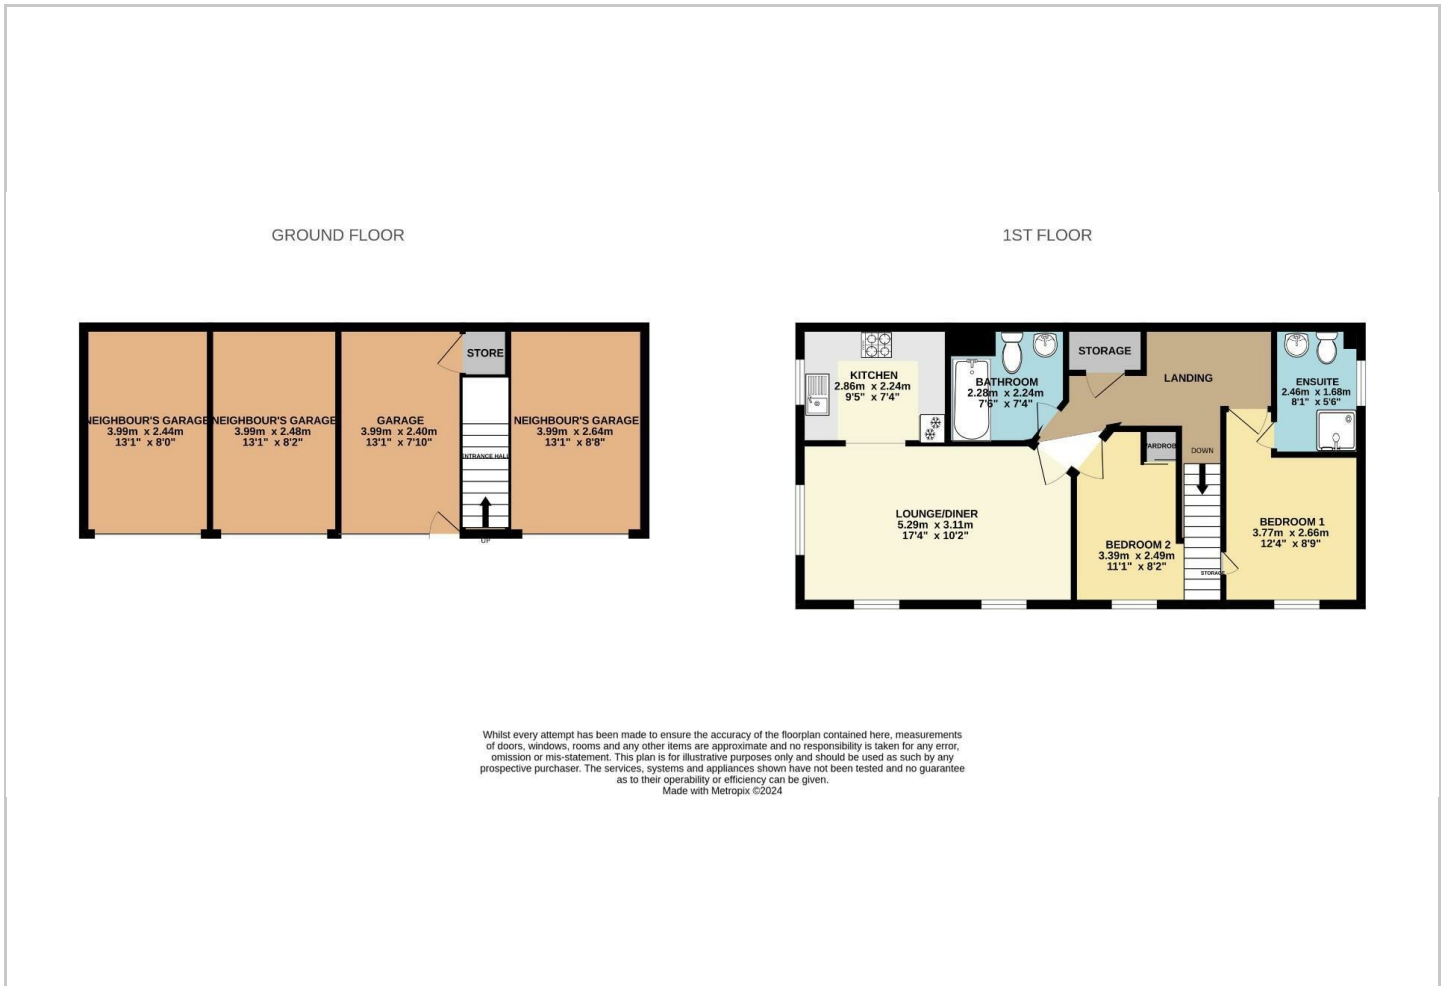 GROUND FLOOR
1ST FLOOR
NEIGHBOUR'S GARAGE
3.99m x 2.44m
13'1" x 8'0"
NEIGHBOUR'S GARAGE
3.99m x 2.48m
13'1" x 8'2"
GARAGE
3.99m x 2.40m
13'1" x 7'10"
STORE
ENTRANCE HALL
UP
NEIGHBOUR'S GARAGE
3.99m x 2.64m
13'1" x 8'8"
KITCHEN
2.86m x 2.24m
9'5" x 7'4"
BATHROOM
2.28m x 2.24m
7'6" x 7'4"
STORAGE
LANDING
ENSUITE
2.46m x 1.68m
8'1" x 5'6"
WARDROBE
DOWN
LOUNGE/DINER
5.29m x 3.11m
17'4" x 10'2"
BEDROOM 2
3.39m x 2.49m
11'1" x 8'2"
STORAGE
BEDROOM 1
3.77m x 2.66m
12'4" x 8'9"
Whilst every attempt has been made to ensure the accuracy of the floorplan contained here, measurements
of doors, windows, rooms and any other items are approximate and no responsibility is taken for any error,
omission or mis-statement. This plan is for illustrative purposes only and should be used as such by any
prospective purchaser. The services, systems and appliances shown have not been tested and no guarantee
as to their operability or efficiency can be given.
Made with Metropix ©2024